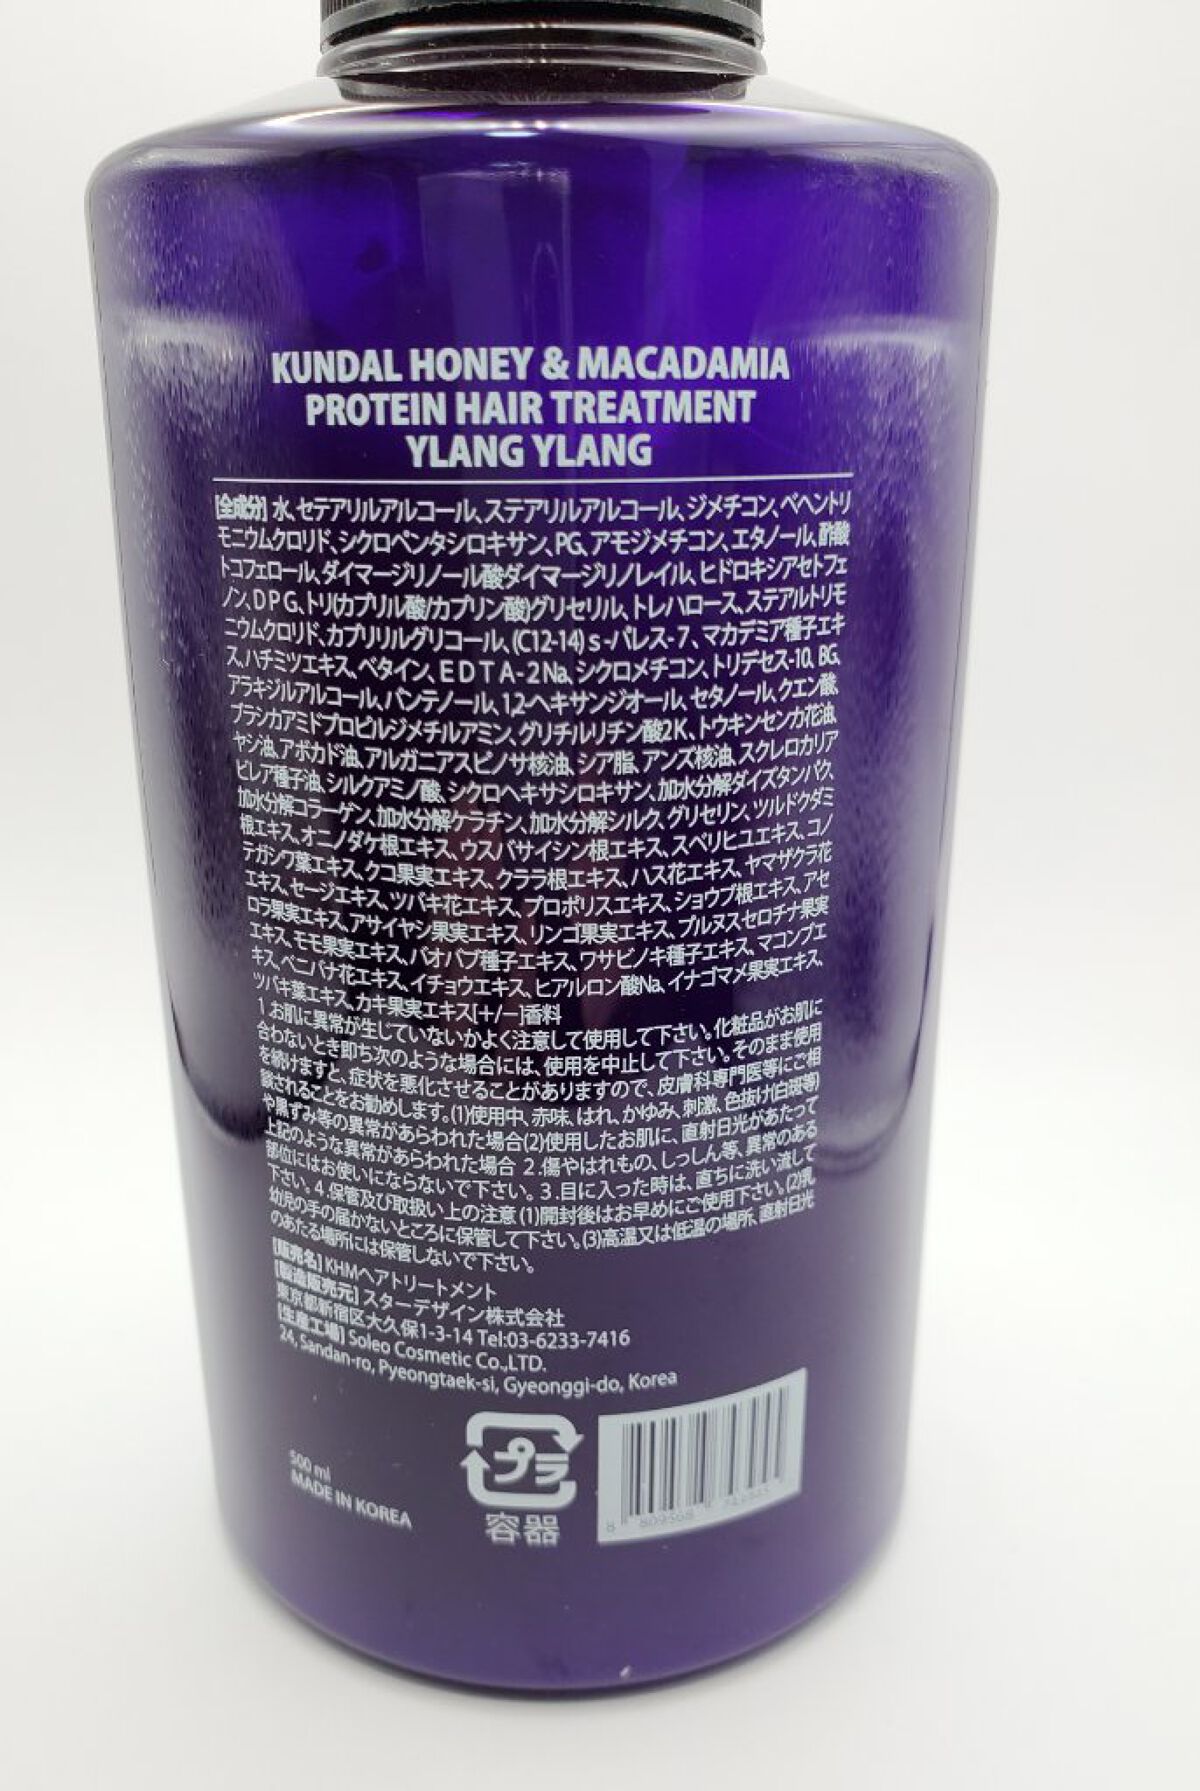 KUNDAL HONEY & MACADAMIA
PROTEIN HAIR TREATMENT
YLANG YLANG
[全成分] 水、セテアリルアルコール、ステアリルアルコール、ジメチコン、ベヘントリ
モニウムクロリド、シクロペンタシロキサン、PG、アモジメチコン、エタノール、酢酸
トコフェロール、ダイマージリノール酸ダイマージリノレイル、ヒドロキシアセトフェ
ノン、DPG、トリ(カプリル酸/カプリン酸)グリセリル、トレハロース、ステアルトリモ
ニウムクロリド、カプリリルグリコール、(C12-14)s-パレス-7、マカデミア種子エキ
ス、ハチミツエキス、ベタイン、EDTA-2Na、シクロメチコン、トリデセス-10、BG、
アラキジルアルコール、パンテノール、1,2-ヘキサンジオール、セタノール、クエン酸、
ブラシカアミドプロピルジメチルアミン、グリチルリチン酸2K、トウキンセンカ花油、
ヤシ油、アボカド油、アルガニアスピノサ核油、シア脂、アンズ核油、スクレロカリア
ビレア種子油、シルクアミノ酸、シクロヘキサシロキサン、加水分解ダイズタンパク、
加水分解コラーゲン、加水分解ケラチン、加水分解シルク、グリセリン、ツルドクダミ
根エキス、オニノダケ根エキス、ウスバサイシン根エキス、スベリヒユエキス、コノ
テガシワ葉エキス、クコ果実エキス、クララ根エキス、ハス花エキス、ヤマザクラ花
エキス、セージエキス、ツバキ花エキス、プロポリスエキス、ショウブ根エキス、アセ
ロラ果実エキス、アサイヤシ果実エキス、リンゴ果実エキス、プルヌスセロチナ果実
エキス、モモ果実エキス、バオバブ種子エキス、ワサビノキ種子エキス、マコンブエ
キス、ベニバナ花エキス、イチョウエキス、ヒアルロン酸Na、イナゴマメ果実エキス、
ツバキ葉エキス、カキ果実エキス[+/-]香料
1 お肌に異常が生じていないかよく注意して使用して下さい。化粧品がお肌に
合わないとき即ち次のような場合には、使用を中止して下さい。そのまま使用
を続けますと、症状を悪化させることがありますので、皮膚科専門医等にご相
談されることをお勧めします。(1)使用中、赤味、はれ、かゆみ、刺激、色抜け(白斑等)
や黒ずみ等の異常があらわれた場合(2)使用したお肌に、直射日光があたって
上記のような異常があらわれた場合 2.傷やはれもの、しっしん等、異常のある
部位にはお使いにならないで下さい。3.目に入った時は、直ちに洗い流して
下さい。4.保管及び取扱い上の注意(1)開封後はお早めにご使用下さい。(2)乳
幼児の手の届かないところに保管して下さい。(3)高温又は低温の場所、直射日光
のあたる場所には保管しないで下さい。
[販売名] KHMヘアトリートメント
[製造販売元] スターデザイン株式会社
東京都新宿区大久保1-3-14 Tel:03-6233-7416
[生産工場] Soleo Cosmetic Co.,LTD.
24, Sandan-ro, Pyeongtaek-si, Gyeonggi-do, Korea
500 ml
MADE IN KOREA
プラ
容器
8 809568